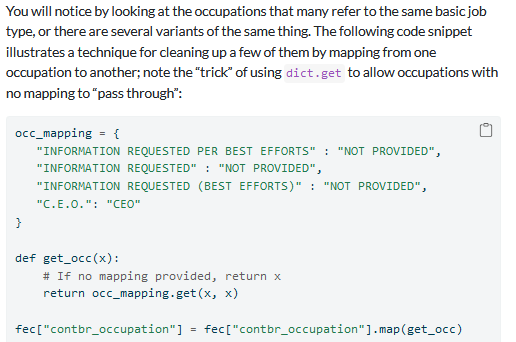 You will notice by looking at the occupations that many refer to the same basic job
type, or there are several variants of the same thing. The following code snippet
illustrates a technique for cleaning up a few of them by mapping from one
occupation to another; note the “trick” of using dict.get to allow occupations with
no mapping to “pass through”:
occ_mapping = {
   "INFORMATION REQUESTED PER BEST EFFORTS" : "NOT PROVIDED",
   "INFORMATION REQUESTED" : "NOT PROVIDED",
   "INFORMATION REQUESTED (BEST EFFORTS)" : "NOT PROVIDED",
   "C.E.O.": "CEO"
}
def get_occ(x):
    # If no mapping provided, return x
    return occ_mapping.get(x, x)
fec["contbr_occupation"] = fec["contbr_occupation"].map(get_occ)